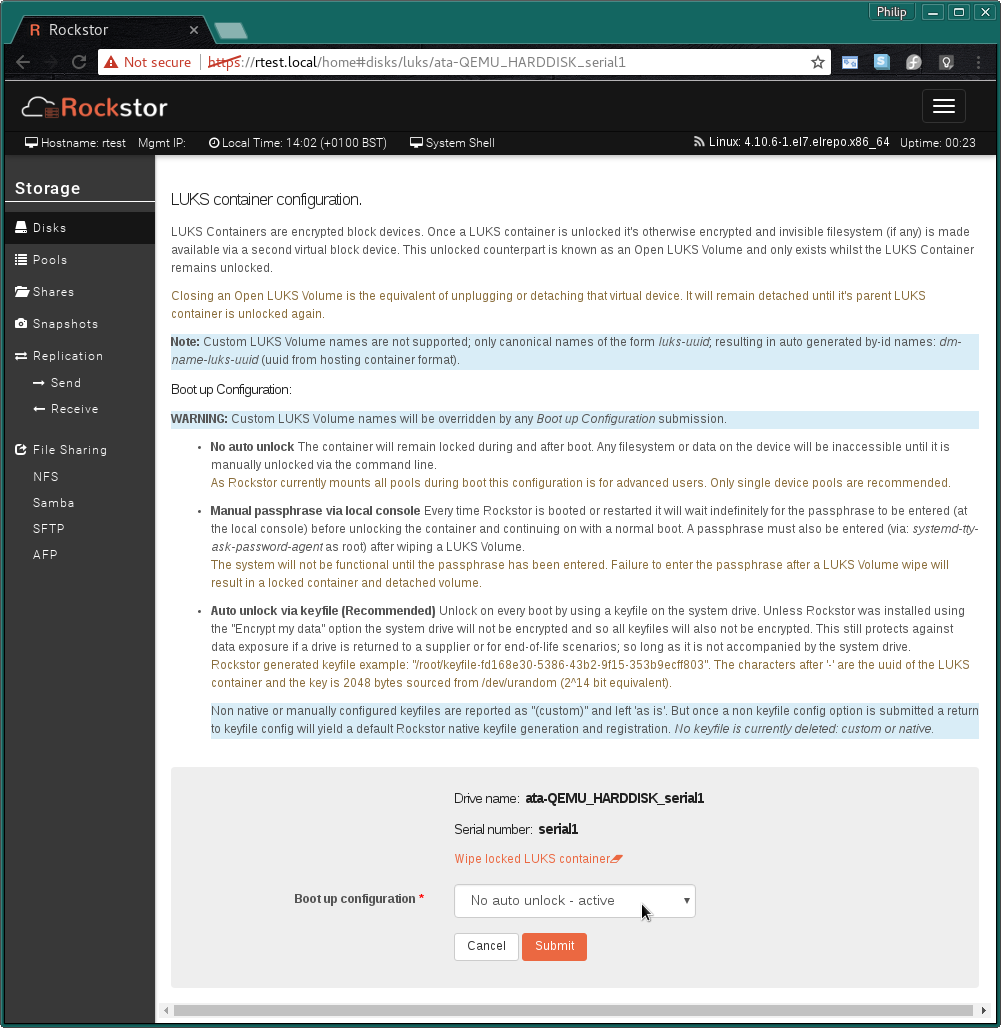 Philip
R Rockstor
Not secure https://rtest.local/home#disks/luks/ata-QEMU_HARDDISK_serial1
Rockstor
Hostname: rtest Mgmt IP: Local Time: 14:02 (+0100 BST) System Shell Linux: 4.10.6-1.el7.elrepo.x86_64 Uptime: 00:23
Storage
Disks
Pools
Shares
Snapshots
Replication
Send
Receive
File Sharing
NFS
Samba
SFTP
AFP
LUKS container configuration.
LUKS Containers are encrypted block devices. Once a LUKS container is unlocked it's otherwise encrypted and invisible filesystem (if any) is made
available via a second virtual block device. This unlocked counterpart is known as an Open LUKS Volume and only exists whilst the LUKS Container
remains unlocked.
Closing an Open LUKS Volume is the equivalent of unplugging or detaching that virtual device. It will remain detached until it's parent LUKS
container is unlocked again.
Note: Custom LUKS Volume names are not supported; only canonical names of the form luks-uuid; resulting in auto generated by-id names: dm-
name-luks-uuid (uuid from hosting container format).
Boot up Configuration:
WARNING: Custom LUKS Volume names will be overridden by any Boot up Configuration submission.
• No auto unlock The container will remain locked during and after boot. Any filesystem or data on the device will be inaccessible until it is
manually unlocked via the command line.
As Rockstor currently mounts all pools during boot this configuration is for advanced users. Only single device pools are recommended.
• Manual passphrase via local console Every time Rockstor is booted or restarted it will wait indefinitely for the passphrase to be entered (at
the local console) before unlocking the container and continuing on with a normal boot. A passphrase must also be entered (via: systemd-tty-
ask-password-agent as root) after wiping a LUKS Volume.
The system will not be functional until the passphrase has been entered. Failure to enter the passphrase after a LUKS Volume wipe will
result in a locked container and detached volume.
• Auto unlock via keyfile (Recommended) Unlock on every boot by using a keyfile on the system drive. Unless Rockstor was installed using
the "Encrypt my data" option the system drive will not be encrypted and so all keyfiles will also not be encrypted. This still protects against
data exposure if a drive is returned to a supplier or for end-of-life scenarios; so long as it is not accompanied by the system drive.
Rockstor generated keyfile example: "/root/keyfile-fd168e30-5386-43b2-9f15-353b9ecff803". The characters after '-' are the uuid of the LUKS
container and the key is 2048 bytes sourced from /dev/urandom (2^14 bit equivalent).
Non native or manually configured keyfiles are reported as "(custom)" and left 'as is'. But once a non keyfile config option is submitted a return
to keyfile config will yield a default Rockstor native keyfile generation and registration. No keyfile is currently deleted: custom or native.
Drive name: ata-QEMU_HARDDISK_serial1
Serial number: serial1
Wipe locked LUKS container
Boot up configuration * No auto unlock - active
Cancel Submit